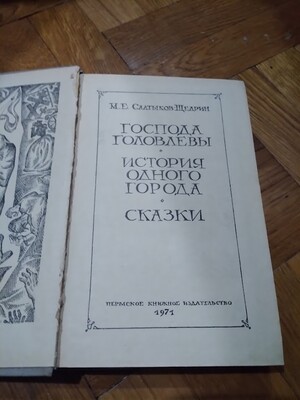 М. Е. Салтыков-Щедрин
ГОСПОДА
ГОЛОВЛЕВЫ
ИСТОРИЯ
ОДНОГО
ГОРОДА
СКАЗКИ
ПЕРМСКОЕ КНИЖНОЕ ИЗДАТЕЛЬСТВО
1971